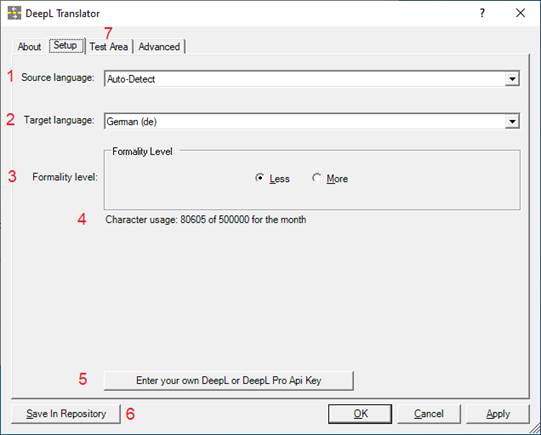 DeepL Translator ?
7
About Setup Test Area Advanced
1 Source language: Auto-Detect
2 Target language: German (de)
Formality Level
3 Formality level: Less More
4 Character usage: 80605 of 500000 for the month
5 Enter your own DeepL or DeepL Pro Api Key
Save In Repository 6 OK Cancel Apply